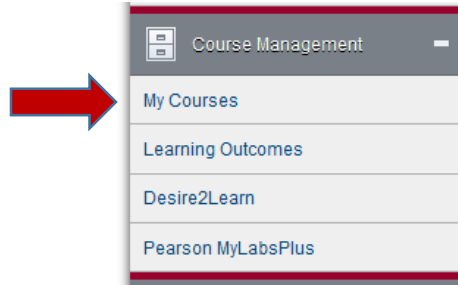 Course Management
My Courses
Learning Outcomes
Desire2Learn
Pearson MyLabsPlus